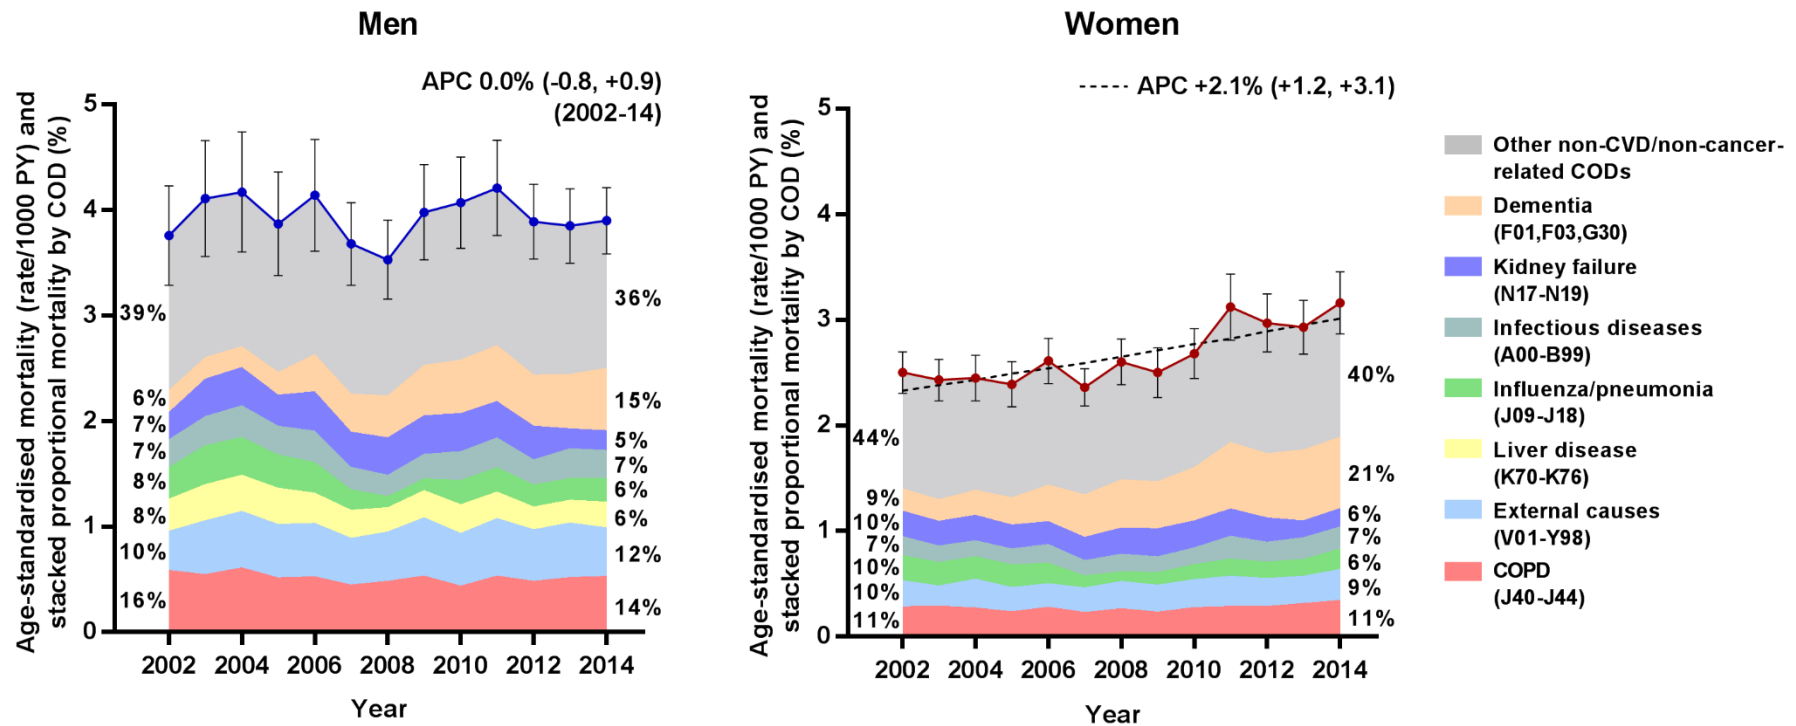 Men
Age-standardised mortality (rate/1000 PY) and
stacked proportional mortality by COD (%)
APC 0.0% (-0.8, +0.9)
(2002-14)
5
4
3
2
1
0
39%
6%
7%
7%
8%
8%
10%
16%
36%
15%
5%
7%
6%
6%
12%
14%
2002
2004
2006
2008
2010
2012
2014
Year
Women
Age-standardised mortality (rate/1000 PY) and
stacked proportional mortality by COD (%)
APC +2.1% (+1.2, +3.1)
5
4
3
2
1
0
44%
9%
10%
7%
10%
10%
11%
40%
21%
6%
7%
6%
9%
11%
2002
2004
2006
2008
2010
2012
2014
Year
Other non-CVD/non-cancer-
related CODs
Dementia
(F01,F03,G30)
Kidney failure
(N17-N19)
Infectious diseases
(A00-B99)
Influenza/pneumonia
(J09-J18)
Liver disease
(K70-K76)
External causes
(V01-Y98)
COPD
(J40-J44)